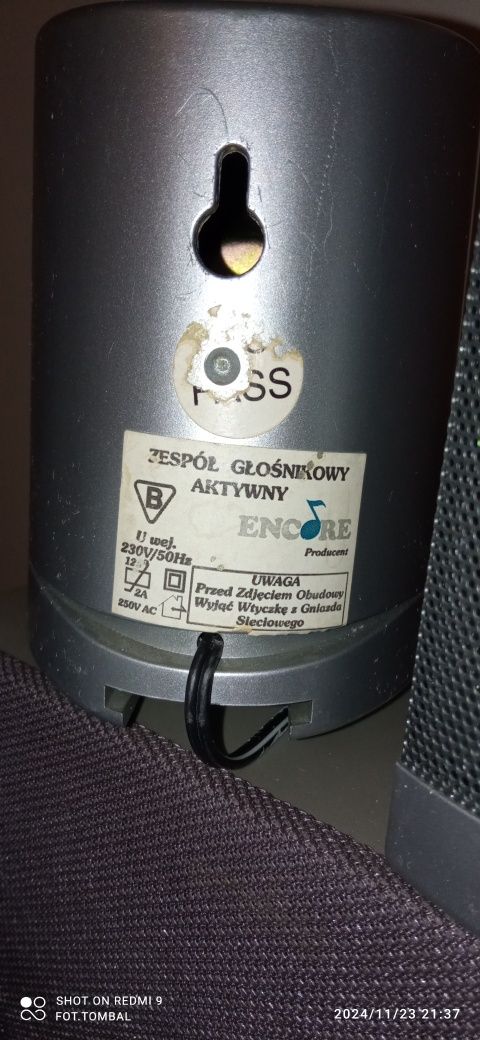 PASS
ZESPÓŁ GŁOŚNIKOWY
AKTYWNY
B
ENCORE
Producent
U wej.
230V/50Hz
2A
250V AC
UWAGA
Przed Zdjęciem Obudowy
Wyjąć Wtyczkę z Gniazda
Sieciowego
SHOT ON REDMI 9
FOT.TOMBAL
2024/11/23 21:37